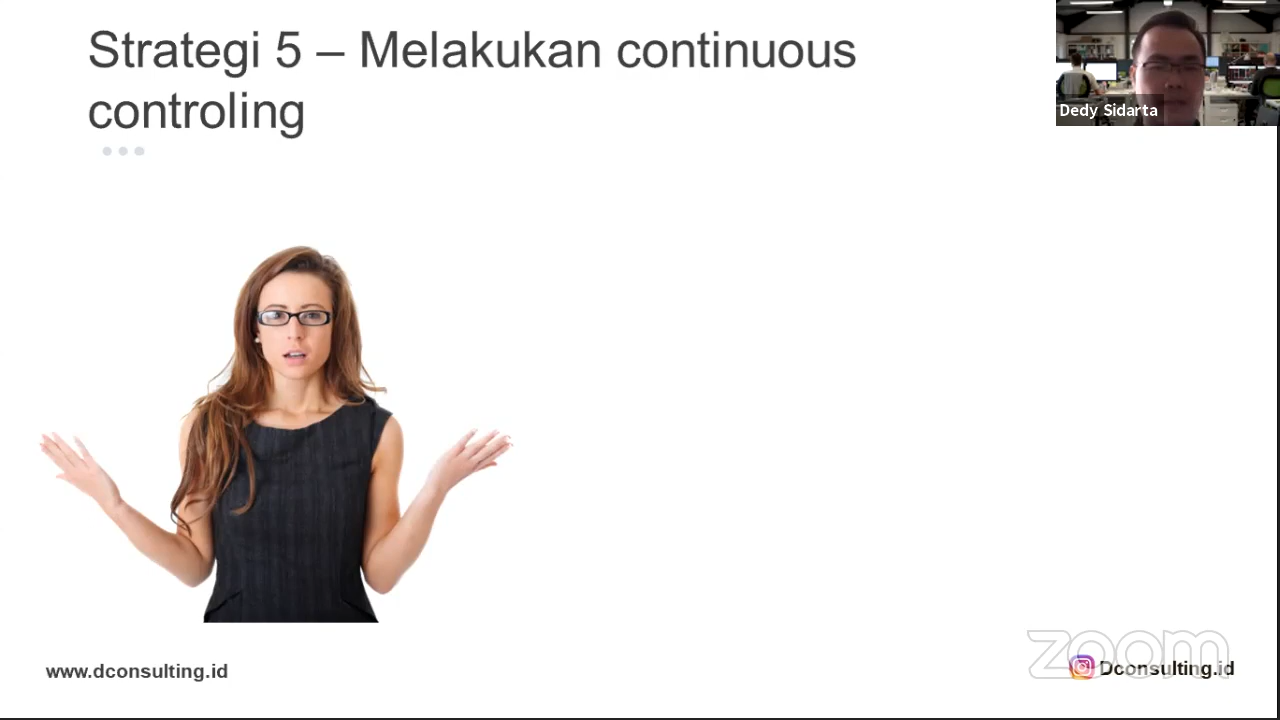 Strategi 5 – Melakukan continuous
controling
Dedy Sidarta
www.dconsulting.id
zoom
Dconsulting.id